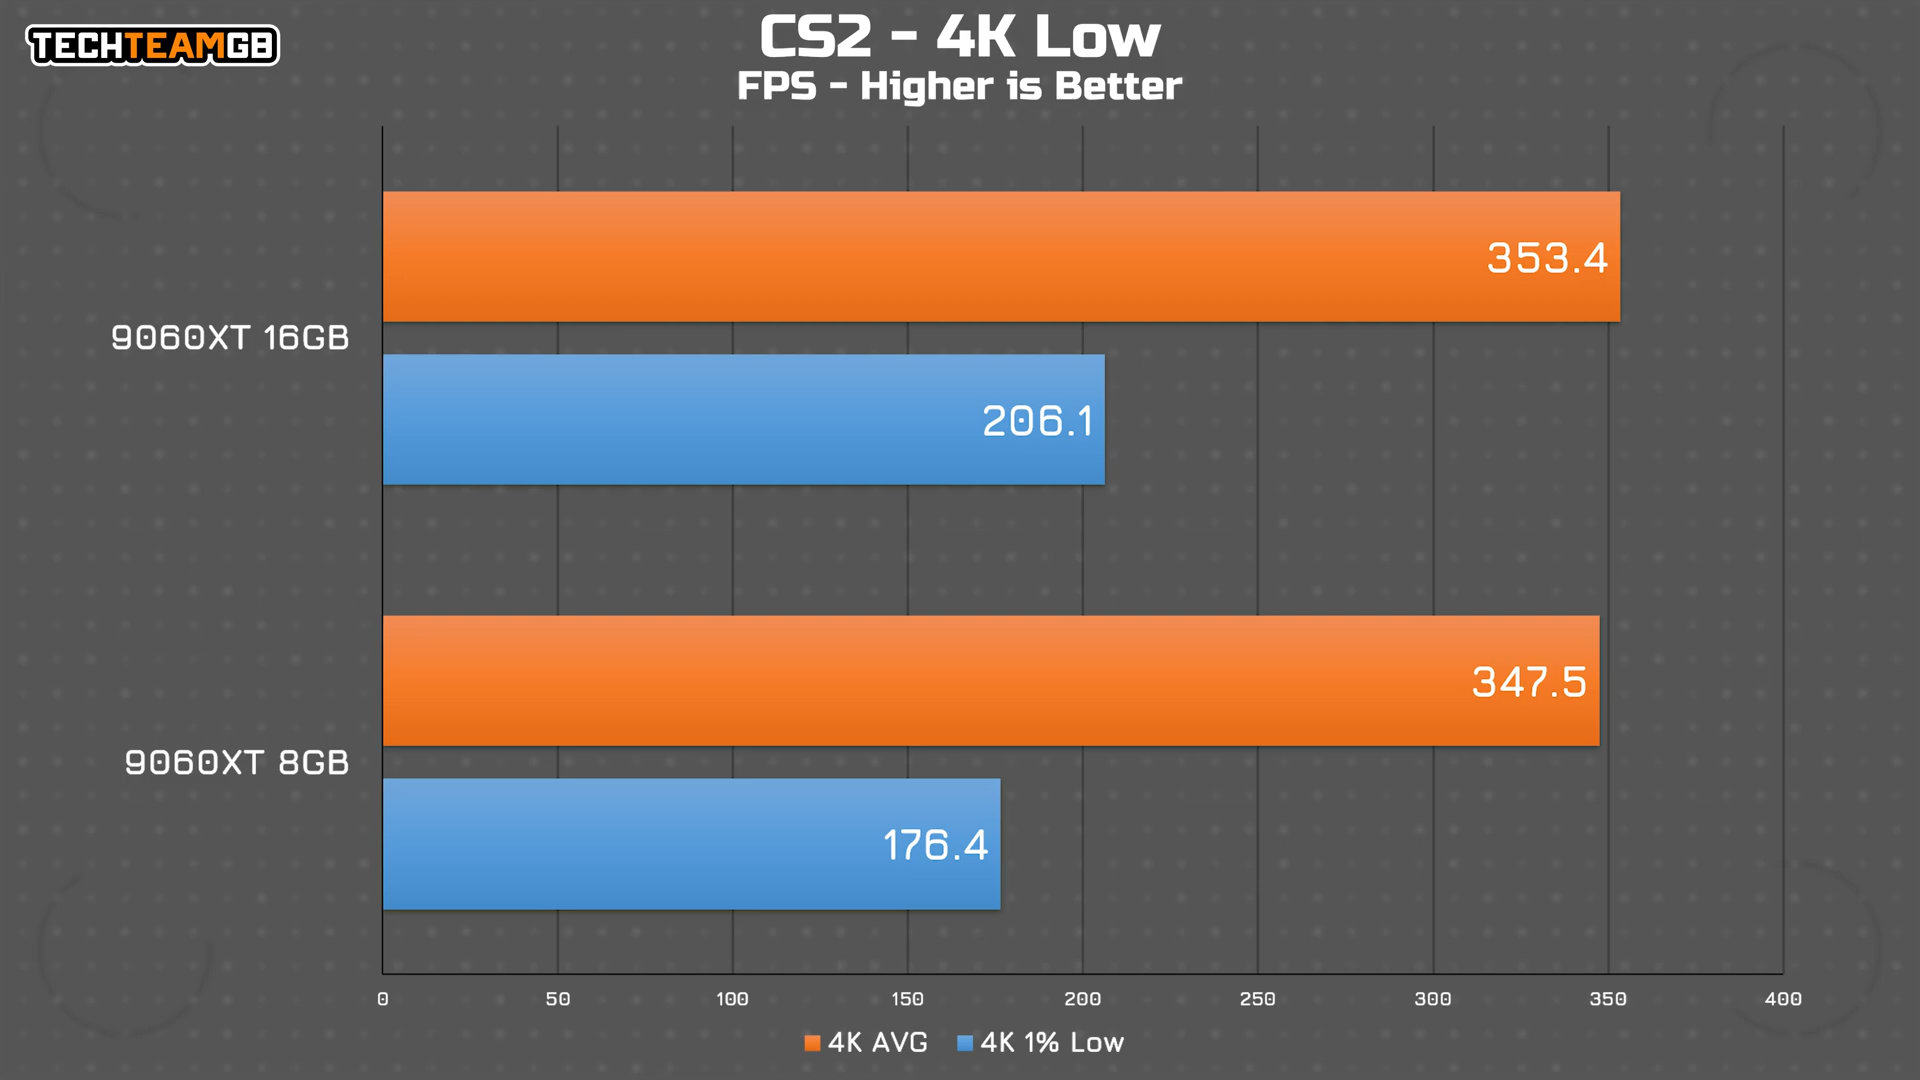 TECHTEAMGB
CS2 - 4K Low
FPS - Higher is Better
353.4
9060XT 16GB
206.1
347.5
9060XT 8GB
176.4
0 50 100 150 200 250 300 350 400
4K AVG 4K 1% Low